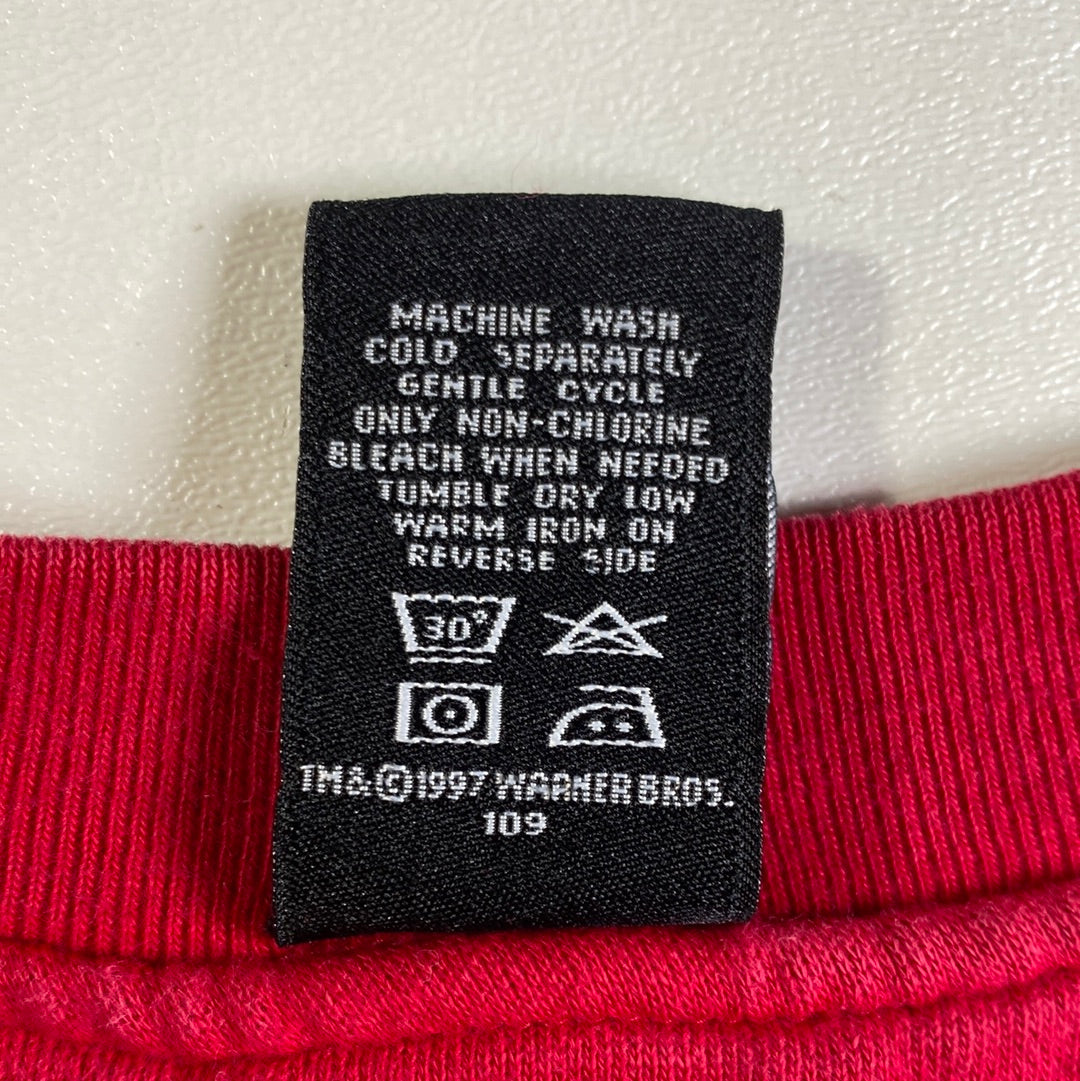 MACHINE WASH
COLD SEPARATELY
GENTLE CYCLE
ONLY NON-CHLORINE
BLEACH WHEN NEEDED
TUMBLE DRY LOW
WARM IRON ON
REVERSE SIDE
30°
TM&©1997 WARNER BROS.
109